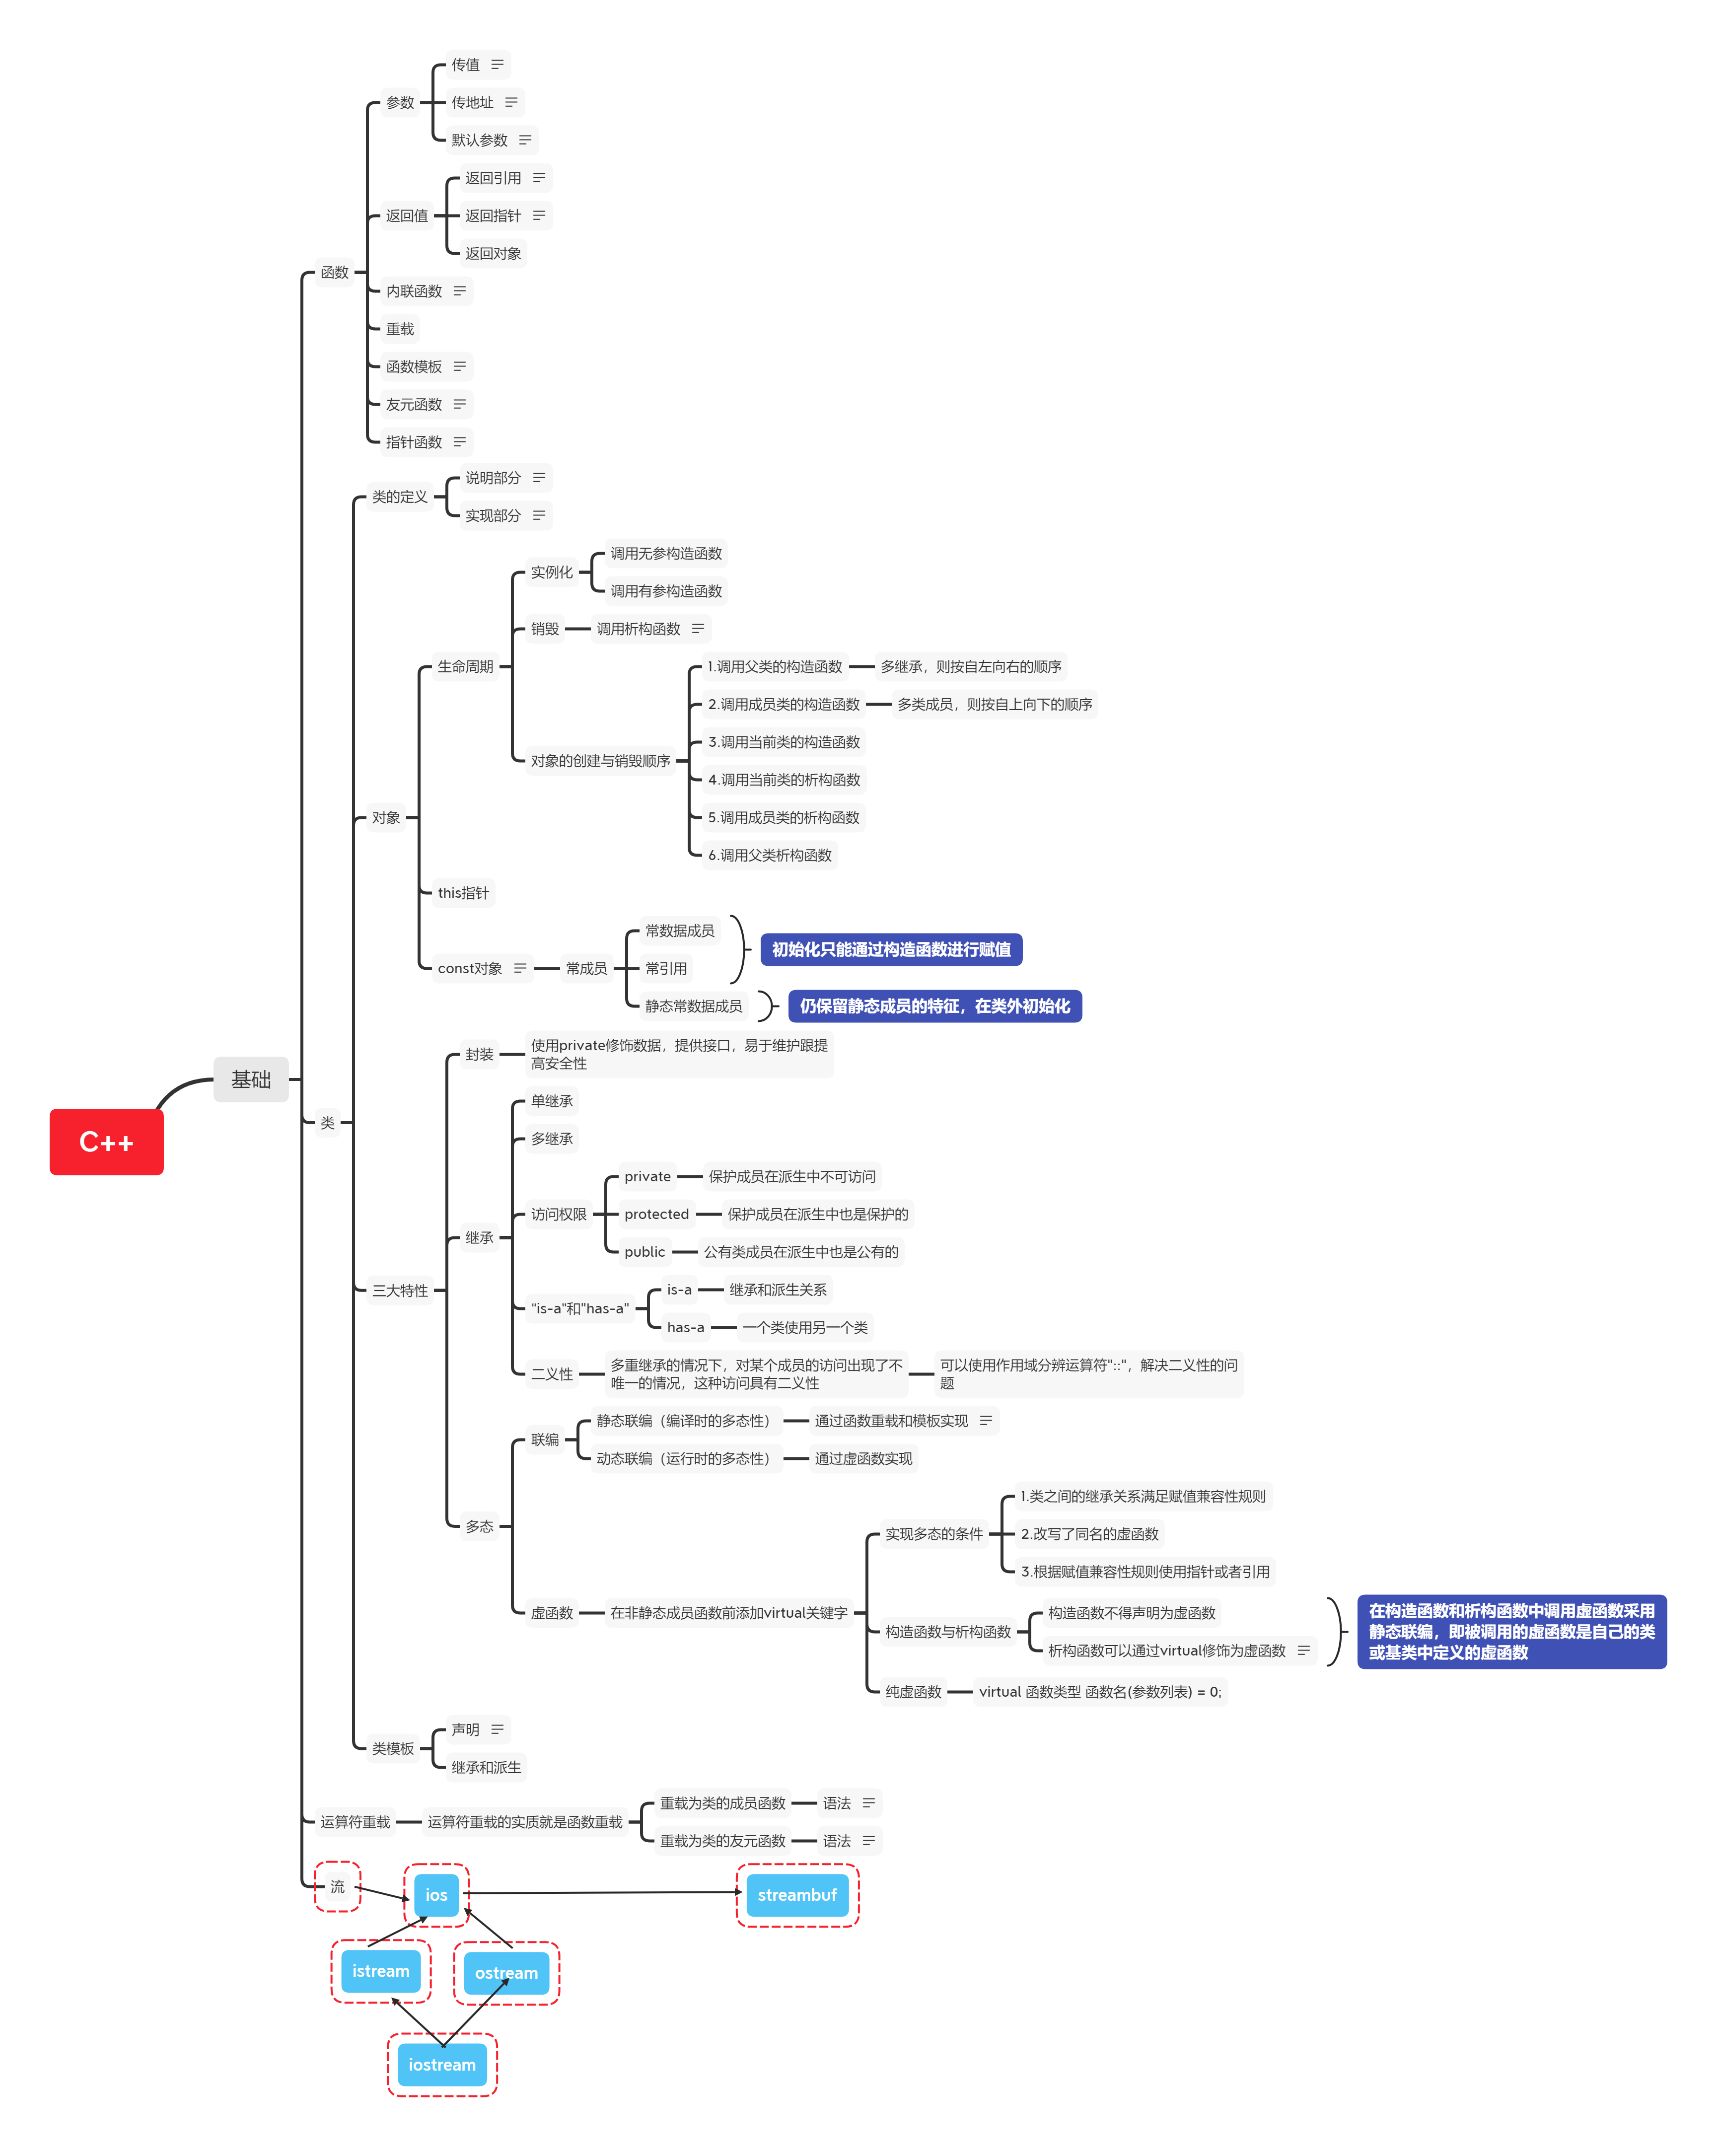 C++
基础
函数
参数
传值
传地址
默认参数
返回值
返回引用
返回指针
返回对象
内联函数
重载
函数模板
友元函数
指针函数
类
类的定义
说明部分
实现部分
对象
生命周期
实例化
调用无参构造函数
调用有参构造函数
销毁
调用析构函数
对象的创建与销毁顺序
1.调用父类的构造函数
多继承，则按自左向右的顺序
2.调用成员类的构造函数
多类成员，则按自上向下的顺序
3.调用当前类的构造函数
4.调用当前类的析构函数
5.调用成员类的析构函数
6.调用父类析构函数
this指针
const对象
常成员
常数据成员
常引用
初始化只能通过构造函数进行赋值
静态常数据成员
仍保留静态成员的特征，在类外初始化
三大特性
封装
使用private修饰数据，提供接口，易于维护跟提
高安全性
继承
单继承
多继承
访问权限
private
保护成员在派生中不可访问
protected
保护成员在派生中也是保护的
public
公有类成员在派生中也是公有的
"is-a"和"has-a"
is-a
继承和派生关系
has-a
一个类使用另一个类
二义性
多重继承的情况下，对某个成员的访问出现了不
唯一的情况，这种访问具有二义性
可以使用作用域分辨运算符"::"，解决二义性的问
题
多态
联编
静态联编（编译时的多态性）
通过函数重载和模板实现
动态联编（运行时的多态性）
通过虚函数实现
虚函数
在非静态成员函数前添加virtual关键字
实现多态的条件
1.类之间的继承关系满足赋值兼容性规则
2.改写了同名的虚函数
3.根据赋值兼容性规则使用指针或者引用
构造函数与析构函数
构造函数不得声明为虚函数
析构函数可以通过virtual修饰为虚函数
在构造函数和析构函数中调用虚函数采用
静态联编，即被调用的虚函数是自己的类
或基类中定义的虚函数
纯虚函数
virtual 函数类型 函数名(参数列表) = 0;
类模板
声明
继承和派生
运算符重载
运算符重载的实质就是函数重载
重载为类的成员函数
语法
重载为类的友元函数
语法
流
ios
streambuf
istream
ostream
iostream